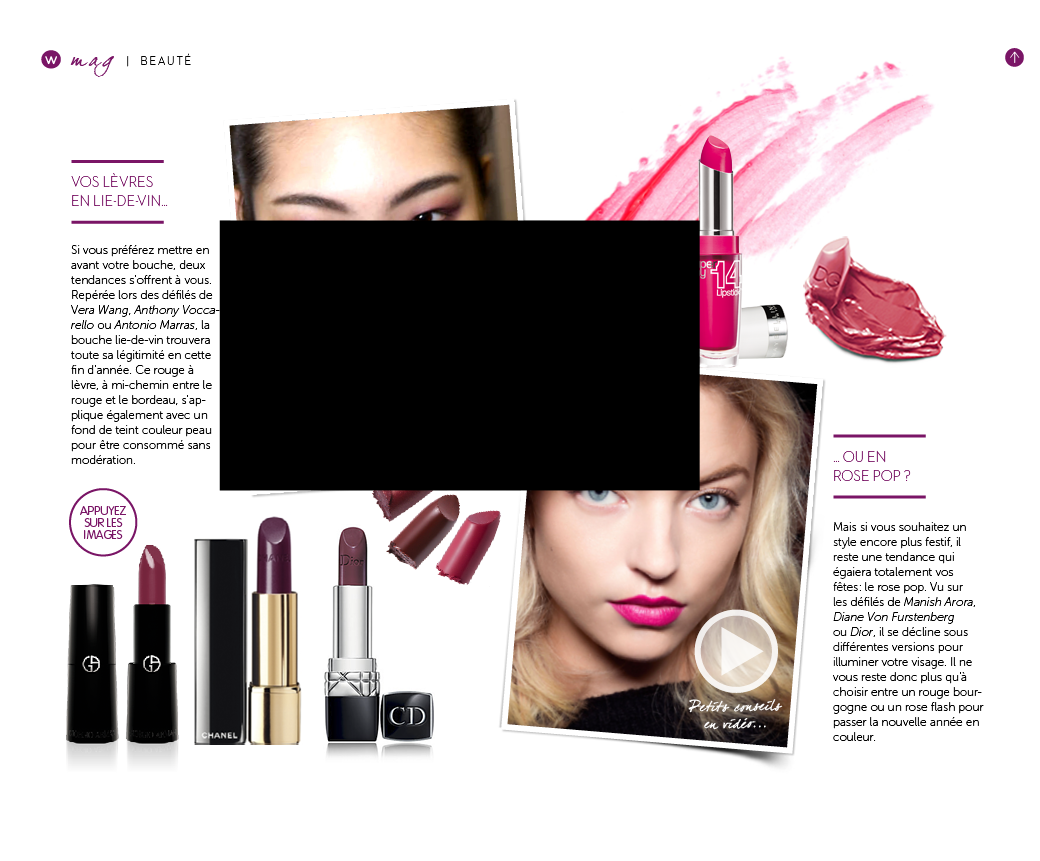 W mag | BEAUTÉ
VOS LÈVRES
EN LIE-DE-VIN...
Si vous préférez mettre en
avant votre bouche, deux
tendances s'offrent à vous.
Repérée lors des défilés de
Vera Wang, Anthony Vocca-
rello ou Antonio Marras, la
bouche lie-de-vin trouvera
toute sa légitimité en cette
fin d'année. Ce rouge à
lèvre, à mi-chemin entre le
rouge et le bordeau, s'ap-
plique également avec un
fond de teint couleur peau
pour être consommé sans
modération.
APPUYEZ
SUR LES
IMAGES
CHANEL
Dior
CD
14
Lipstick
DG
Petits conseils
en vidéo...
... OU EN
ROSE POP ?
Mais si vous souhaitez un
style encore plus festif, il
reste une tendance qui
égaiera totalement vos
fêtes: le rose pop. Vu sur
les défilés de Manish Arora,
Diane Von Furstenberg
ou Dior, il se décline sous
différentes versions pour
illuminer votre visage. Il ne
vous reste donc plus qu'à
choisir entre un rouge bour-
gogne ou un rose flash pour
passer la nouvelle année en
couleur.